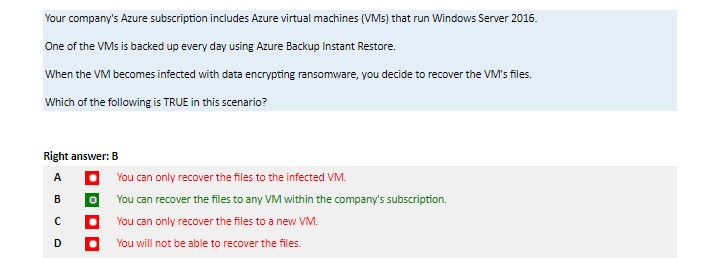 Your company's Azure subscription includes Azure virtual machines (VMs) that run Windows Server 2016.
One of the VMs is backed up every day using Azure Backup Instant Restore.
When the VM becomes infected with data encrypting ransomware, you decide to recover the VM's files.
Which of the following is TRUE in this scenario?
Right answer: B
A You can only recover the files to the infected VM.
B You can recover the files to any VM within the company's subscription.
C You can only recover the files to a new VM.
D You will not be able to recover the files.